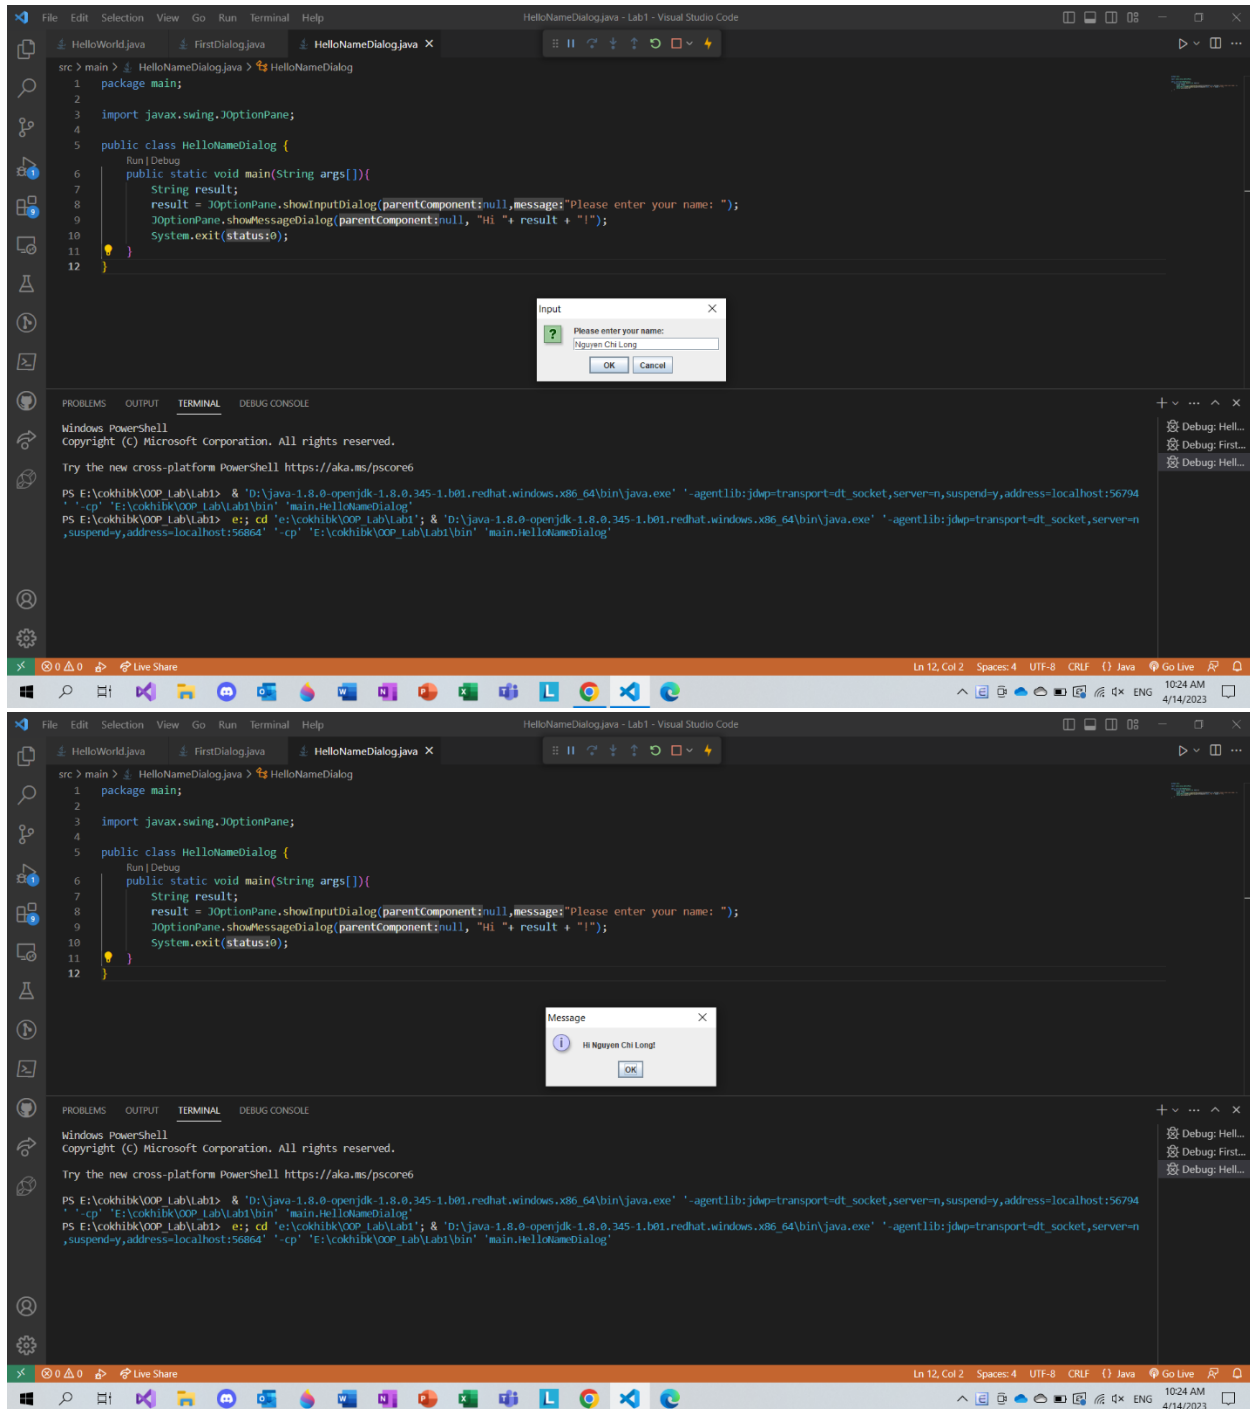 File Edit Selection View Go Run Terminal Help HelloNameDialog.java - Lab1 - Visual Studio Code
HelloWorld.java FirstDialog.java HelloNameDialog.java
src > main > HelloNameDialog.java > HelloNameDialog
1 package main;
2
3 import javax.swing.JOptionPane;
4
5 public class HelloNameDialog {
Run | Debug
6 public static void main(String args[]){
7 String result;
8 result = JOptionPane.showInputDialog(parentComponent:null,message:"Please enter your name: ");
9 JOptionPane.showMessageDialog(parentComponent:null, "Hi "+ result + "!");
10 System.exit(status:0);
11 }
12 }
Input
Please enter your name:
Nguyen Chi Long
OK Cancel
PROBLEMS OUTPUT TERMINAL DEBUG CONSOLE
Windows PowerShell
Copyright (C) Microsoft Corporation. All rights reserved.
Try the new cross-platform PowerShell https://aka.ms/pscore6
PS E:\cokhibk\OOP_Lab\Lab1> & 'D:\java-1.8.0-openjdk-1.8.0.345-1.b01.redhat.windows.x86_64\bin\java.exe' '-agentlib:jdwp=transport=dt_socket,server=n,suspend=y,address=localhost:56794
' '-cp' 'E:\cokhibk\OOP_Lab\Lab1\bin' 'main.HelloNameDialog'
PS E:\cokhibk\OOP_Lab\Lab1> e:; cd 'e:\cokhibk\OOP_Lab\Lab1'; & 'D:\java-1.8.0-openjdk-1.8.0.345-1.b01.redhat.windows.x86_64\bin\java.exe' '-agentlib:jdwp=transport=dt_socket,server=n
,suspend=y,address=localhost:56864' '-cp' 'E:\cokhibk\OOP_Lab\Lab1\bin' 'main.HelloNameDialog'
Debug: Hell...
Debug: First...
Debug: Hell...
0 0 Live Share Ln 12, Col 2 Spaces: 4 UTF-8 CRLF {} Java Go Live
ENG 10:24 AM
4/14/2023
File Edit Selection View Go Run Terminal Help HelloNameDialog.java - Lab1 - Visual Studio Code
HelloWorld.java FirstDialog.java HelloNameDialog.java
src > main > HelloNameDialog.java > HelloNameDialog
1 package main;
2
3 import javax.swing.JOptionPane;
4
5 public class HelloNameDialog {
Run | Debug
6 public static void main(String args[]){
7 String result;
8 result = JOptionPane.showInputDialog(parentComponent:null,message:"Please enter your name: ");
9 JOptionPane.showMessageDialog(parentComponent:null, "Hi "+ result + "!");
10 System.exit(status:0);
11 }
12 }
Message
Hi Nguyen Chi Long!
OK
PROBLEMS OUTPUT TERMINAL DEBUG CONSOLE
Windows PowerShell
Copyright (C) Microsoft Corporation. All rights reserved.
Try the new cross-platform PowerShell https://aka.ms/pscore6
PS E:\cokhibk\OOP_Lab\Lab1> & 'D:\java-1.8.0-openjdk-1.8.0.345-1.b01.redhat.windows.x86_64\bin\java.exe' '-agentlib:jdwp=transport=dt_socket,server=n,suspend=y,address=localhost:56794
' '-cp' 'E:\cokhibk\OOP_Lab\Lab1\bin' 'main.HelloNameDialog'
PS E:\cokhibk\OOP_Lab\Lab1> e:; cd 'e:\cokhibk\OOP_Lab\Lab1'; & 'D:\java-1.8.0-openjdk-1.8.0.345-1.b01.redhat.windows.x86_64\bin\java.exe' '-agentlib:jdwp=transport=dt_socket,server=n
,suspend=y,address=localhost:56864' '-cp' 'E:\cokhibk\OOP_Lab\Lab1\bin' 'main.HelloNameDialog'
Debug: Hell...
Debug: First...
Debug: Hell...
0 0 Live Share Ln 12, Col 2 Spaces: 4 UTF-8 CRLF {} Java Go Live
ENG 10:24 AM
4/14/2023